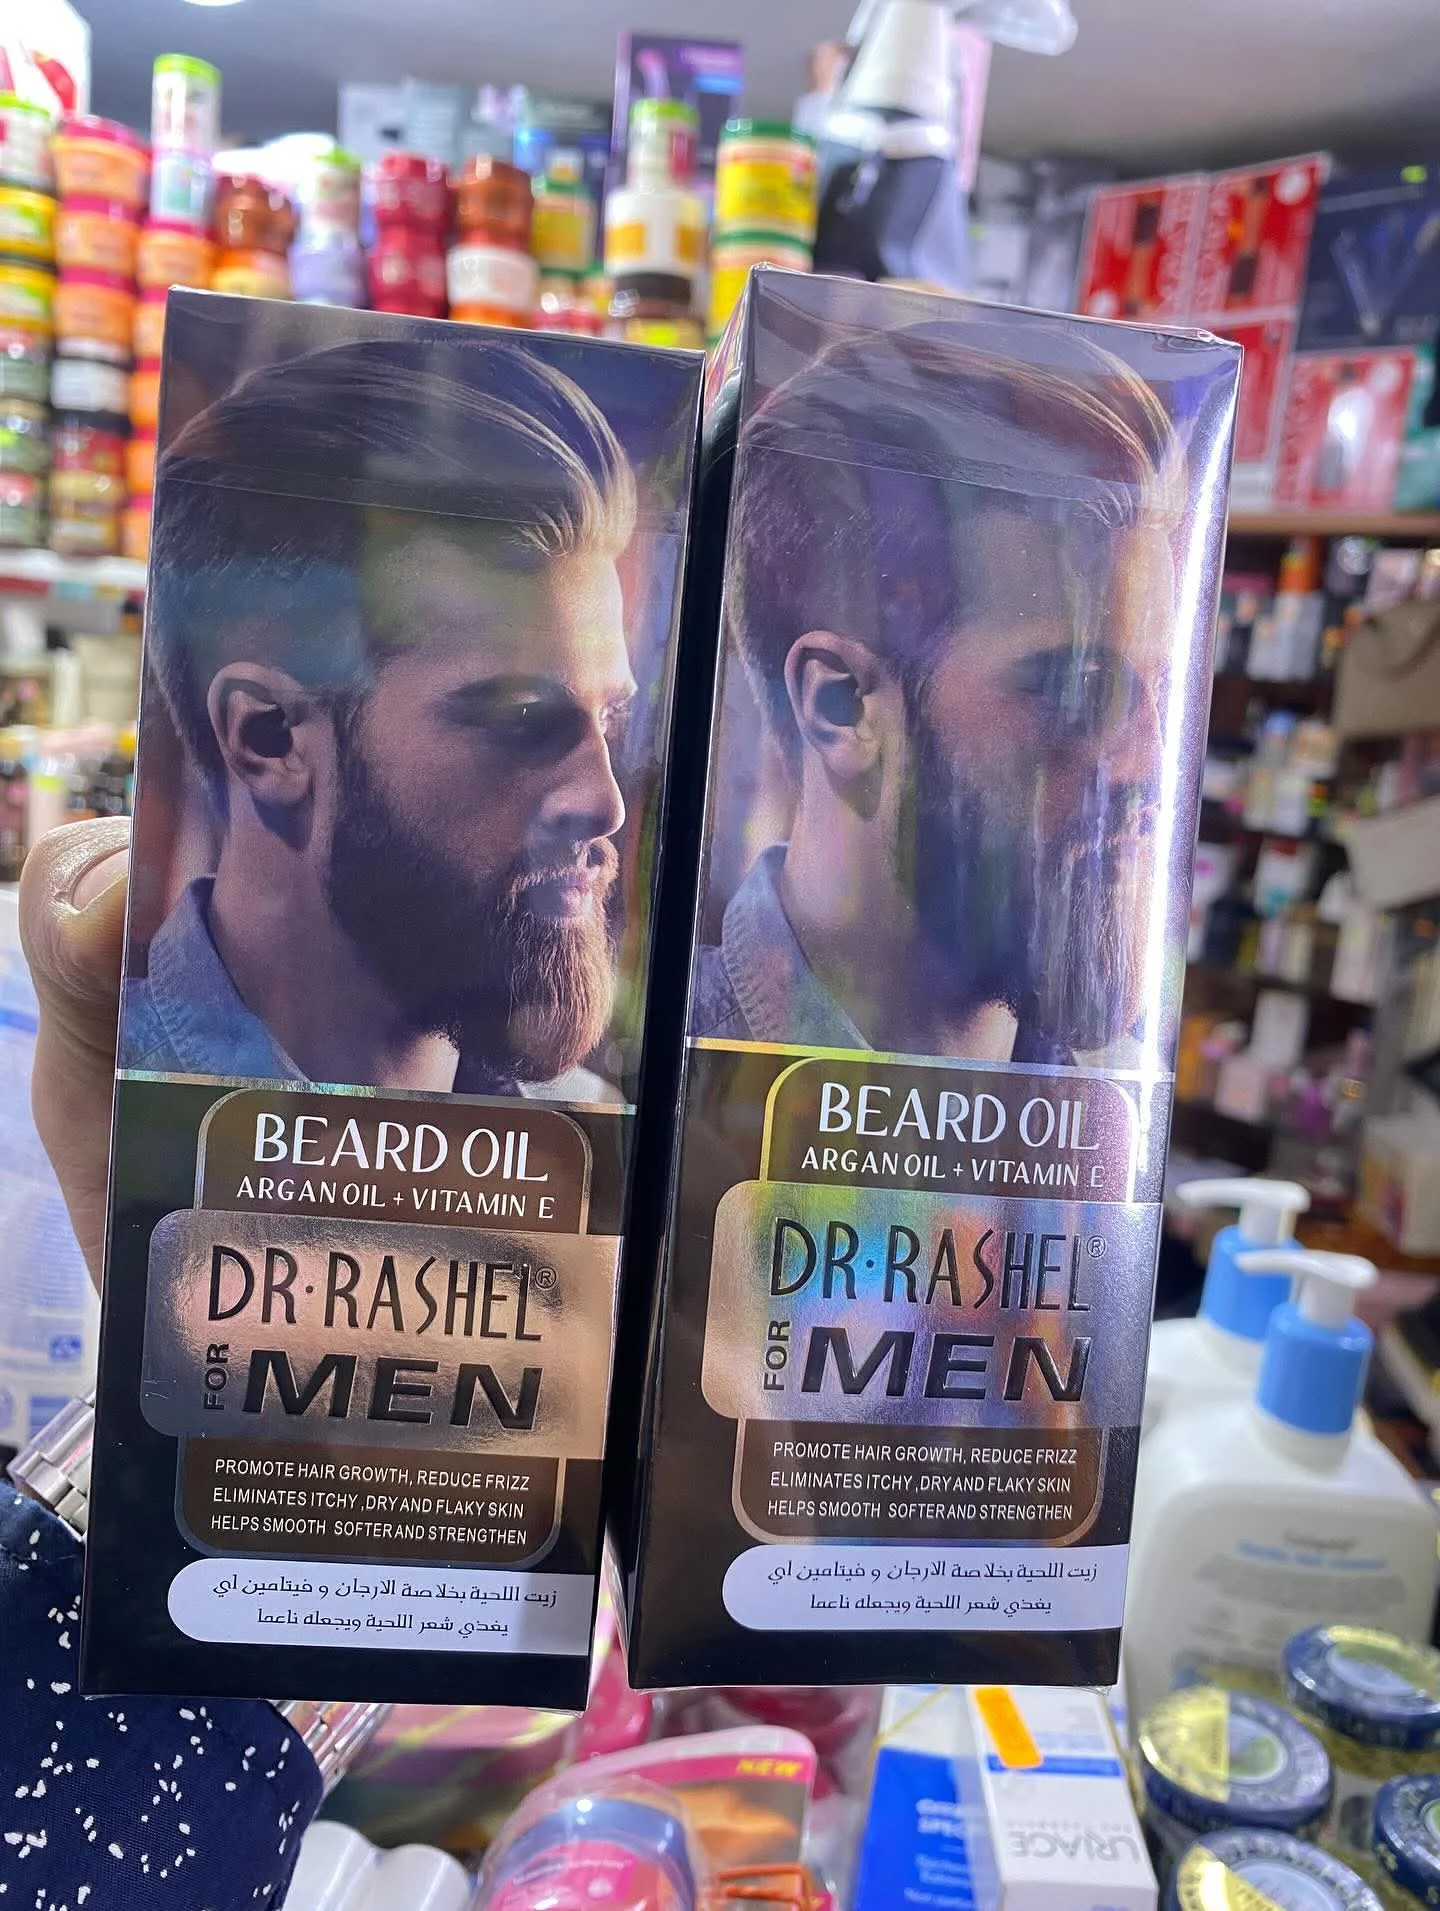 BEARD OIL
ARGAN OIL + VITAMIN E
DR·RASHEL®
FOR MEN
PROMOTE HAIR GROWTH, REDUCE FRIZZ
ELIMINATES ITCHY ,DRY AND FLAKY SKIN
HELPS SMOOTH SOFTER AND STRENGTHEN
زيت اللحية بخلاصة الارجان و فيتامين اي
يغذي شعر اللحية ويجعله ناعما
BEARD OIL
ARGAN OIL + VITAMIN E
DR·RASHEL®
FOR MEN
PROMOTE HAIR GROWTH, REDUCE FRIZZ
ELIMINATES ITCHY ,DRY AND FLAKY SKIN
HELPS SMOOTH SOFTER AND STRENGTHEN
زيت اللحية بخلاصة الارجان و فيتامين اي
يغذي شعر اللحية ويجعله ناعما
NEW
URIAGE